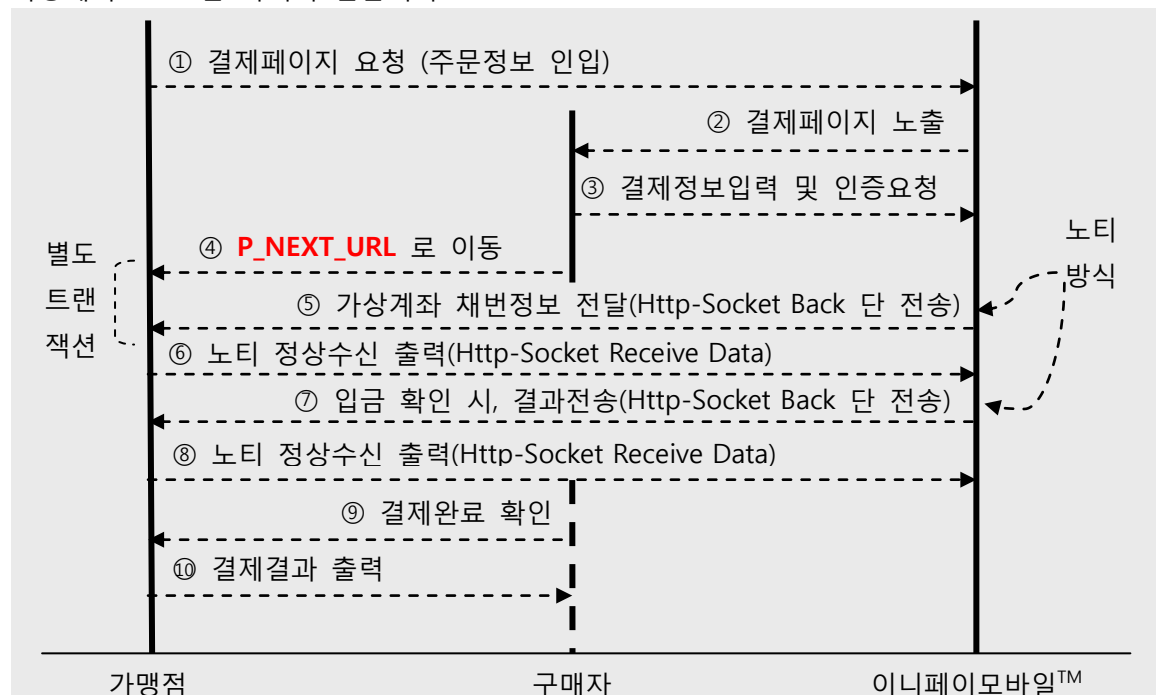 ① 결제페이지 요청 (주문정보 인입)
② 결제페이지 노출
③ 결제정보입력 및 인증요청
노티
방식
별도
트랜
잭션
④ P_NEXT_URL 로 이동
⑤ 가상계좌 채번정보 전달(Http-Socket Back 단 전송)
⑥ 노티 정상수신 출력(Http-Socket Receive Data)
⑦ 입금 확인 시, 결과전송(Http-Socket Back 단 전송)
⑧ 노티 정상수신 출력(Http-Socket Receive Data)
⑨ 결제완료 확인
⑩ 결제결과 출력
가맹점 구매자 이니페이모바일TM